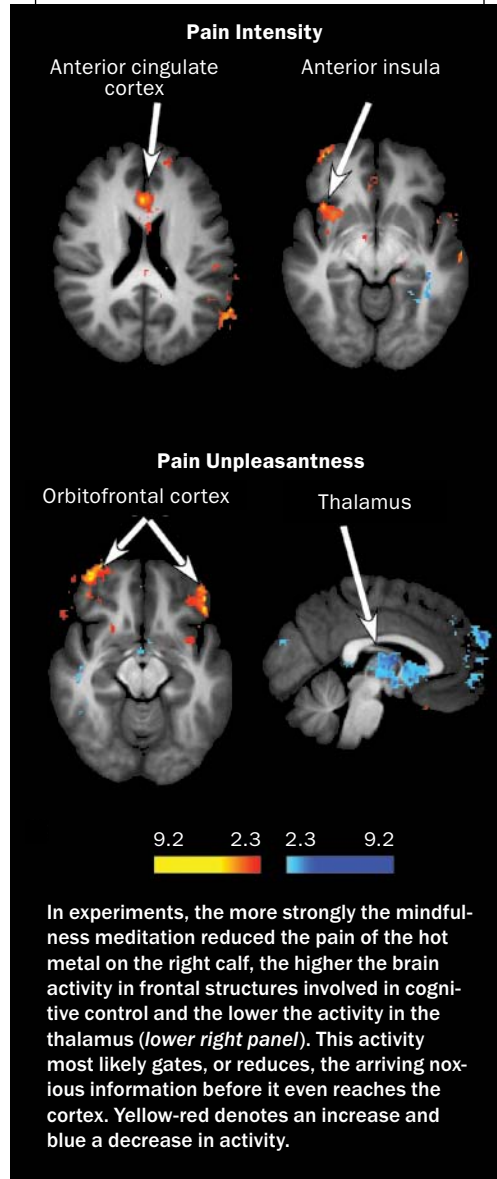 Pain Intensity
Anterior cingulate
cortex
Anterior insula
Pain Unpleasantness
Orbitofrontal cortex
Thalamus
9.2 2.3 2.3 9.2
In experiments, the more strongly the mindful-
ness meditation reduced the pain of the hot
metal on the right calf, the higher the brain
activity in frontal structures involved in cogni-
tive control and the lower the activity in the
thalamus (lower right panel). This activity
most likely gates, or reduces, the arriving nox-
ious information before it even reaches the
cortex. Yellow-red denotes an increase and
blue a decrease in activity.